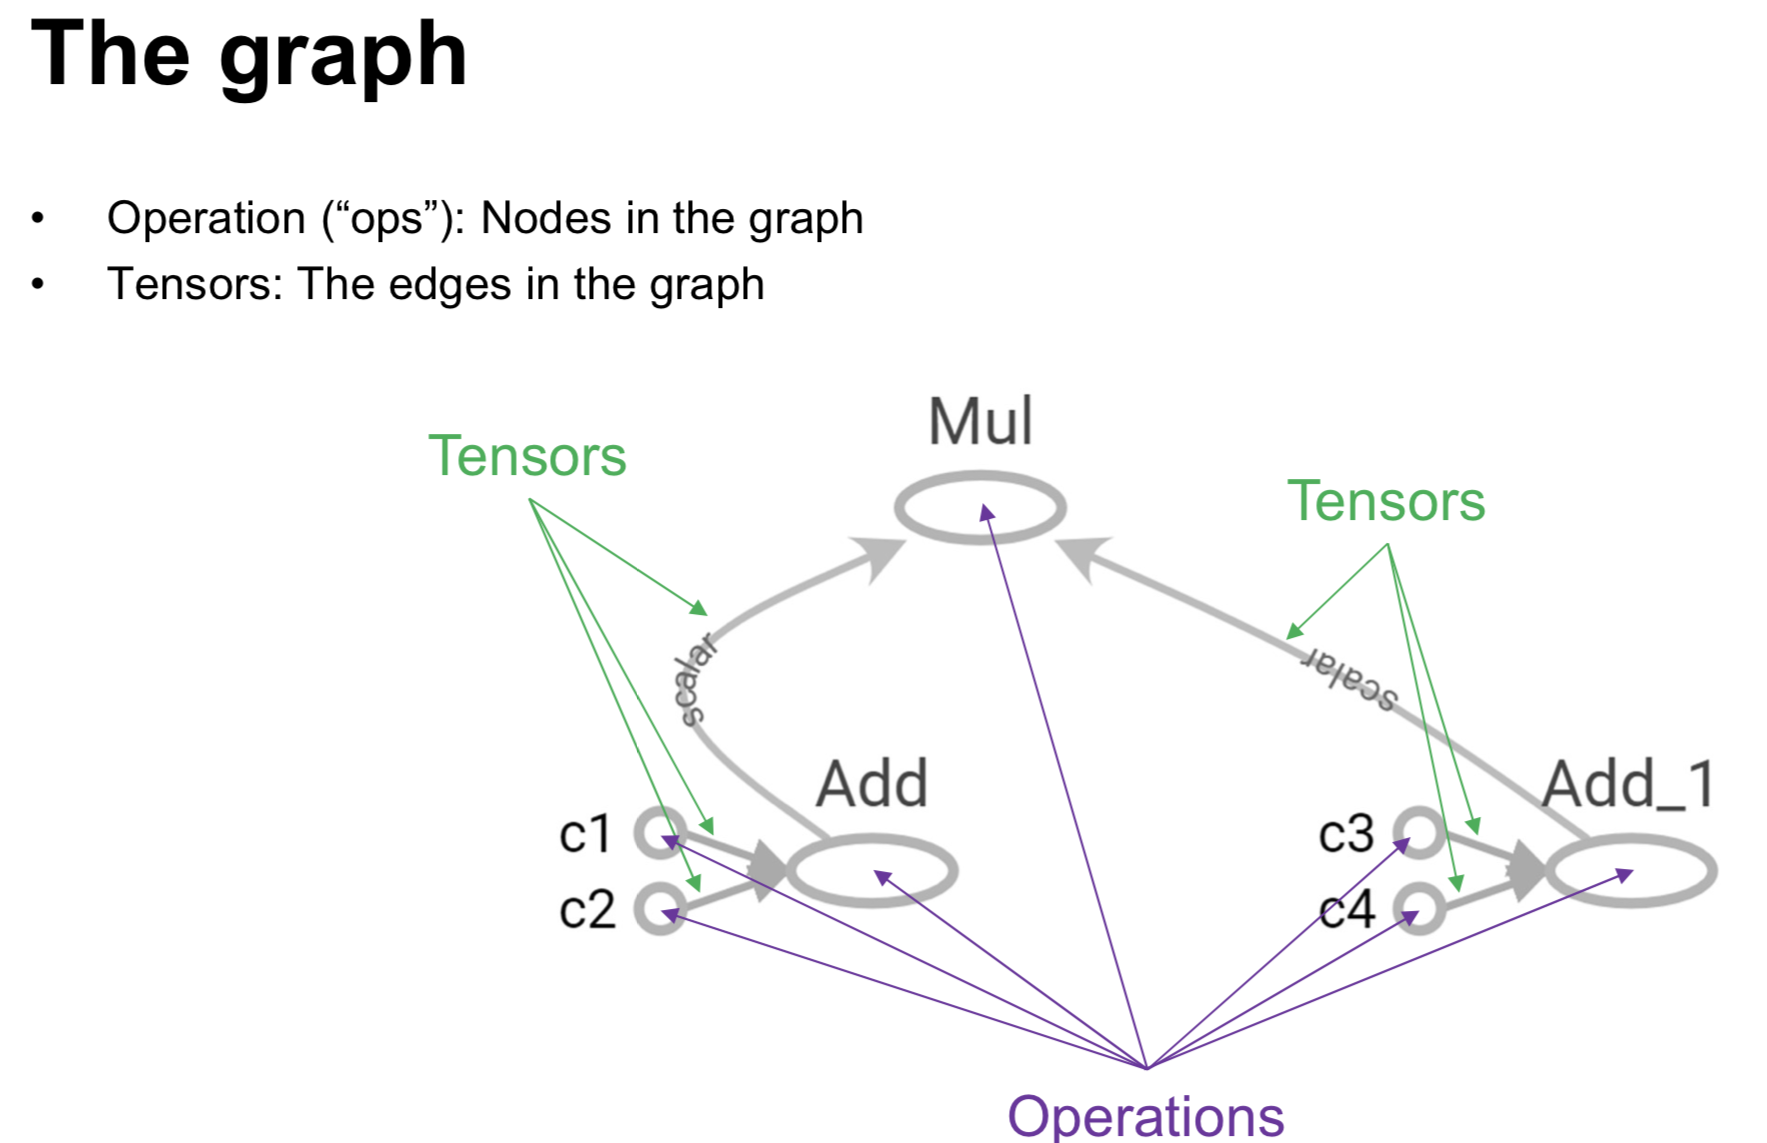 The graph
• Operation (“ops”): Nodes in the graph
• Tensors: The edges in the graph
Mul
Tensors
Tensors
scalar
scalar
Add
Add_1
c1
c3
c2
c4
Operations